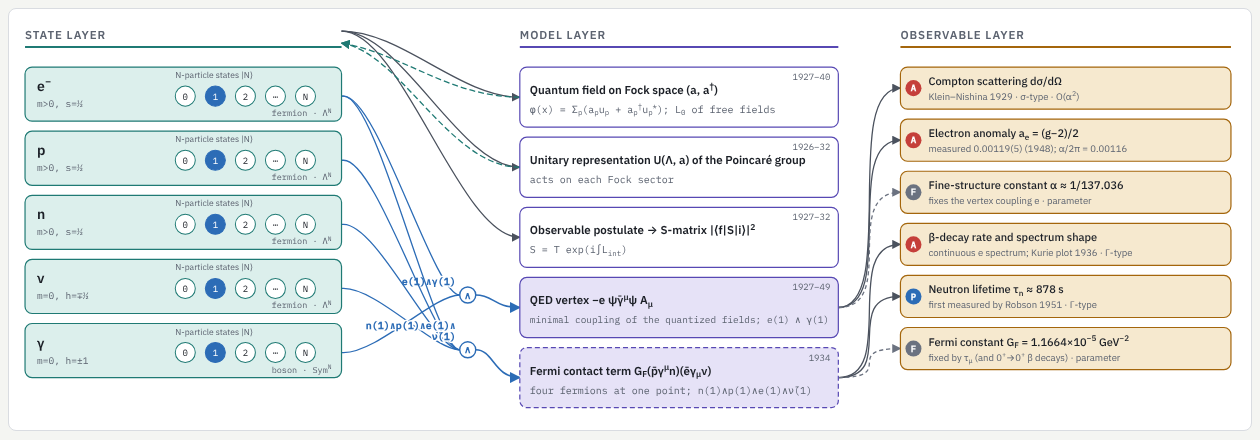 STATE LAYER
e⁻
m>0, s=½
N-particle states |N⟩
0 1 2 ⋯ N
fermion · Λᴺ
p
m>0, s=½
N-particle states |N⟩
0 1 2 ⋯ N
fermion · Λᴺ
n
m>0, s=½
N-particle states |N⟩
0 1 2 ⋯ N
fermion · Λᴺ
ν
m=0, h=∓½
N-particle states |N⟩
0 1 2 ⋯ N
fermion · Λᴺ
γ
m=0, h=±1
N-particle states |N⟩
0 1 2 ⋯ N
boson · Symᴺ
e(1)∧γ(1)
∧
n(1)∧p(1)∧e(1)∧
ν̄(1)
∧
MODEL LAYER
1927–40
Quantum field on Fock space (a, a†)
φ(x) = Σₚ(aₚuₚ + aₚ†uₚ*); L₀ of free fields
1926–32
Unitary representation U(Λ, a) of the Poincaré group
acts on each Fock sector
1927–32
Observable postulate → S-matrix |⟨f|S|i⟩|²
S = T exp(i∫L_int)
1927–49
QED vertex −e ψ̄γᵘψ Aᵤ
minimal coupling of the quantized fields; e(1) ∧ γ(1)
1934
Fermi contact term G_F(p̄γᵘn)(ēγᵤν)
four fermions at one point; n(1)∧p(1)∧e(1)∧ν̄(1)
OBSERVABLE LAYER
A
Compton scattering dσ/dΩ
Klein–Nishina 1929 · σ-type · O(α²)
A
Electron anomaly aₑ = (g−2)/2
measured 0.00119(5) (1948); α/2π = 0.00116
F
Fine-structure constant α ≈ 1/137.036
fixes the vertex coupling e · parameter
A
β-decay rate and spectrum shape
continuous e spectrum; Kurie plot 1936 · Γ-type
P
Neutron lifetime τₙ ≈ 878 s
first measured by Robson 1951 · Γ-type
F
Fermi constant G_F = 1.1664×10⁻⁵ GeV⁻²
fixed by τ_μ (and 0⁺→0⁺ β decays) · parameter